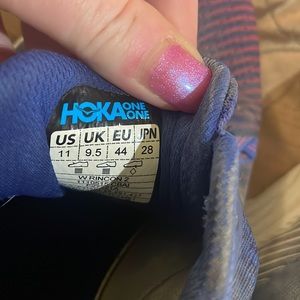 HOKA ONE ONE
US UK EU JPN
11 9.5 44 28
W RINCON 2